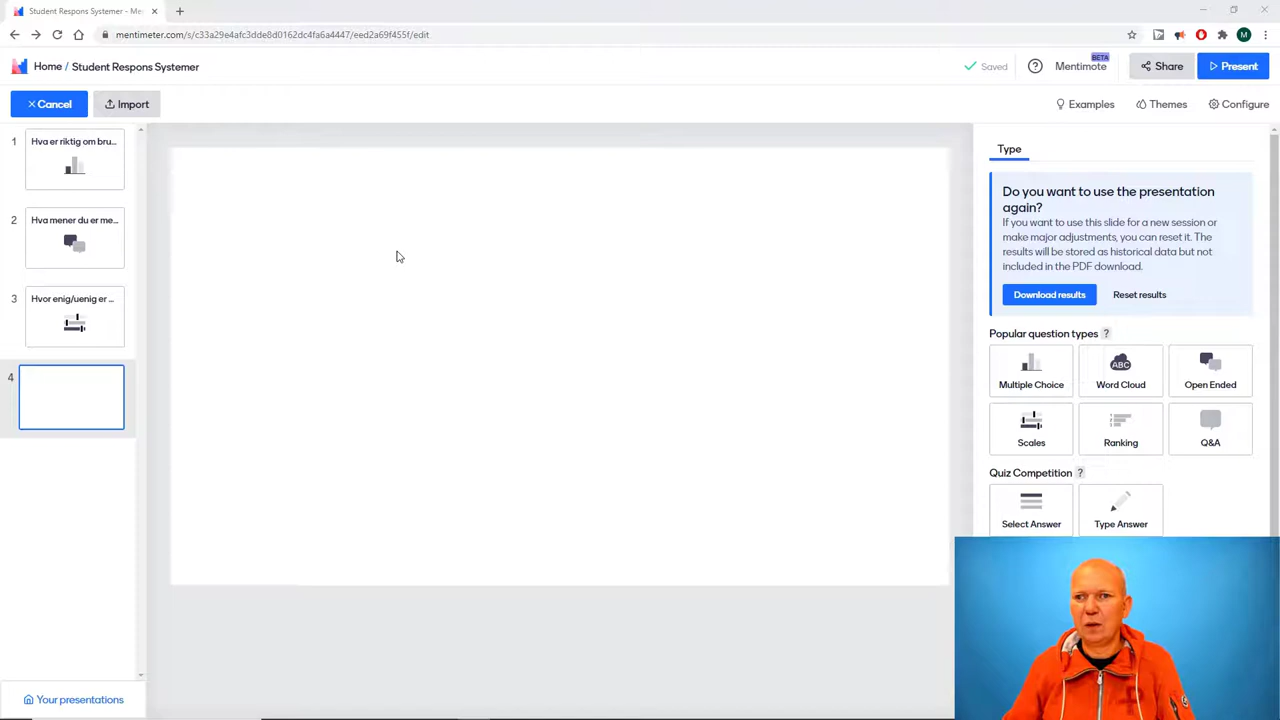 Student Respons Systemer - Me
mentimeter.com/s/c33a29e4afc3dde8d0162dc4fa6a4447/eed2a69f455f/edit
M
Home / Student Respons Systemer
Saved
?
Mentimote
BETA
Share
Present
Cancel
Import
Examples
Themes
Configure
1
Hva er riktig om bru...
2
Hva mener du er me...
3
Hvor enig/uenig er ...
4
Type
Do you want to use the presentation
again?
If you want to use this slide for a new session or
make major adjustments, you can reset it. The
results will be stored as historical data but not
included in the PDF download.
Download results
Reset results
Popular question types ?
Multiple Choice
ABC
Word Cloud
Open Ended
Scales
Ranking
Q&A
Quiz Competition ?
Select Answer
Type Answer
Your presentations